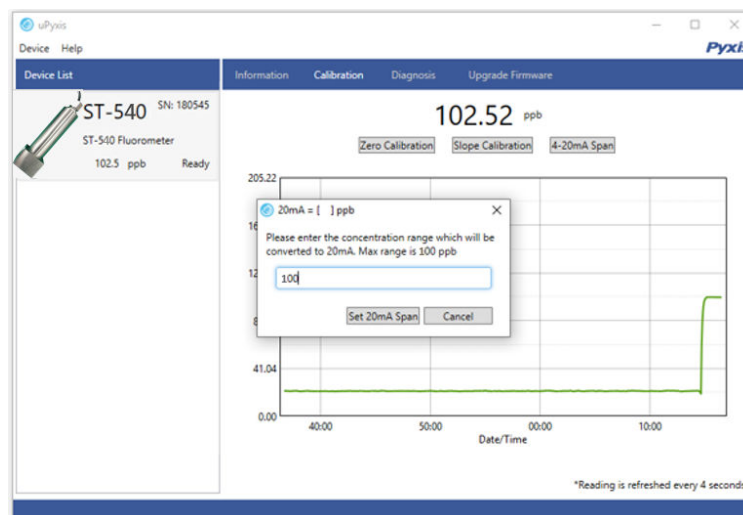 uPyxis
Device Help
Pyxis
Device List
Information Calibration Diagnosis Upgrade Firmware
ST-540 SN: 180545
ST-540 Fluorometer
102.5 ppb Ready
102.52 ppb
Zero Calibration Slope Calibration 4-20mA Span
205.22
20mA = [ ] ppb
Please enter the concentration range which will be
converted to 20mA. Max range is 100 ppb
100
Set 20mA Span Cancel
41.04
0.00
40:00 50:00 00:00 10:00
Date/Time
*Reading is refreshed every 4 seconds